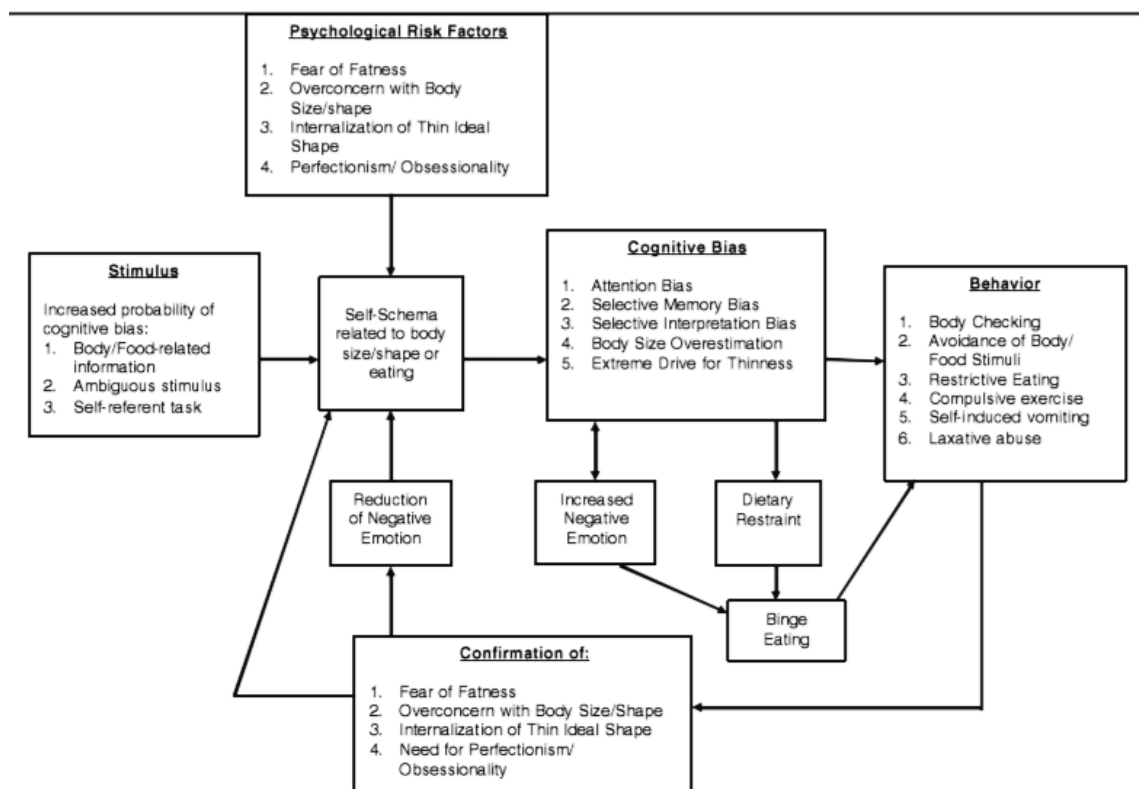 Psychological Risk Factors
1. Fear of Fatness
2. Overconcern with Body
Size/shape
3. Internalization of Thin Ideal
Shape
4. Perfectionism/ Obsessionality
Stimulus
Increased probability of
cognitive bias:
1. Body/Food-related
information
2. Ambiguous stimulus
3. Self-referent task
Self-Schema
related to body
size/shape or
eating
Cognitive Bias
1. Attention Bias
2. Selective Memory Bias
3. Selective Interpretation Bias
4. Body Size Overestimation
5. Extreme Drive for Thinness
Behavior
1. Body Checking
2. Avoidance of Body/
Food Stimuli
3. Restrictive Eating
4. Compulsive exercise
5. Self-induced vomiting
6. Laxative abuse
Reduction
of Negative
Emotion
Increased
Negative
Emotion
Dietary
Restraint
Binge
Eating
Confirmation of:
1. Fear of Fatness
2. Overconcern with Body Size/Shape
3. Internalization of Thin Ideal Shape
4. Need for Perfectionism/
Obsessionality